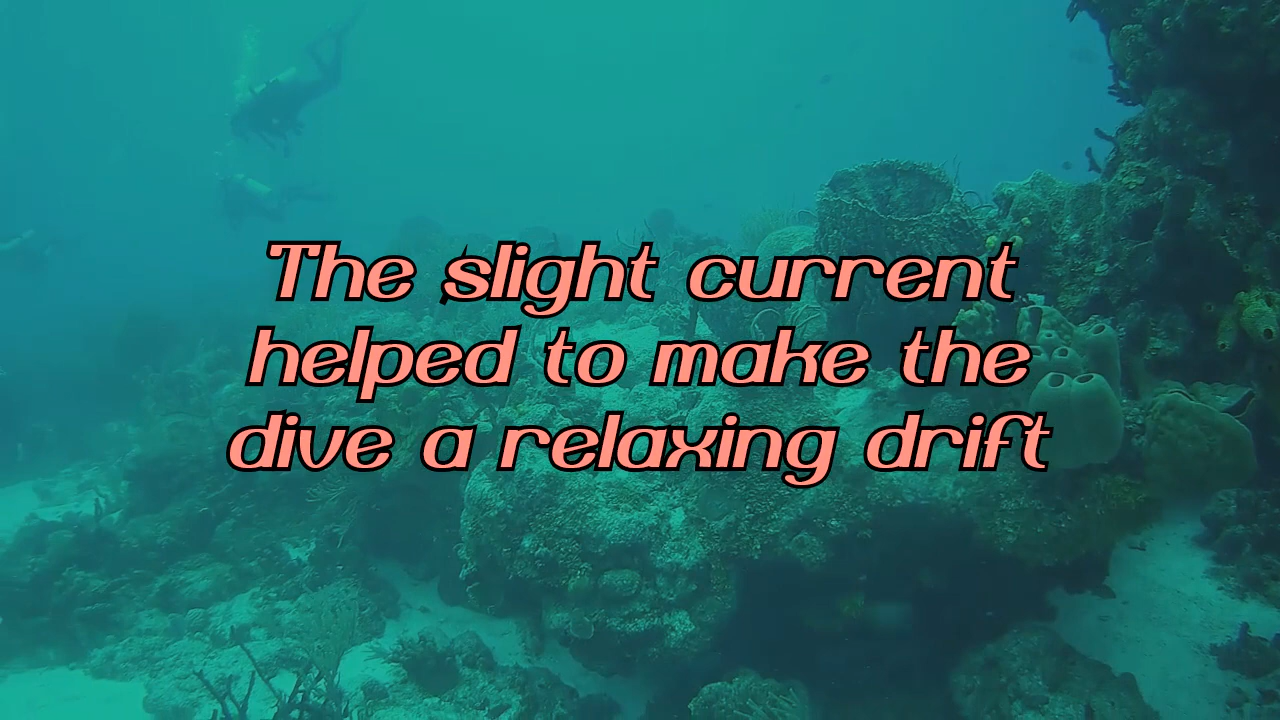 The slight current
helped to make the
dive a relaxing drift